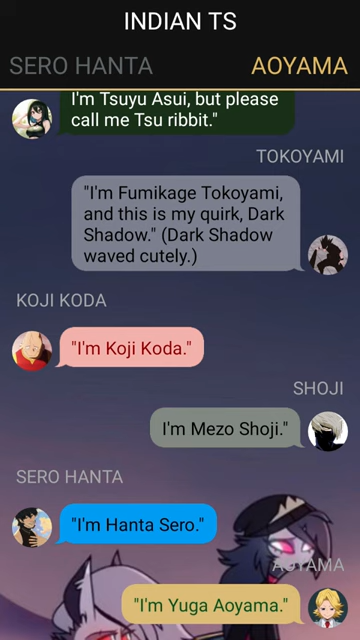 INDIAN TS
SERO HANTA
AOYAMA
I'm Tsuyu Asui, but please
call me Tsu ribbit."
TOKOYAMI
"I'm Fumikage Tokoyami,
and this is my quirk, Dark
Shadow." (Dark Shadow
waved cutely.)
KOJI KODA
"I'm Koji Koda."
SHOJI
I'm Mezo Shoji."
SERO HANTA
"I'm Hanta Sero."
AOYAMA
"I'm Yuga Aoyama."